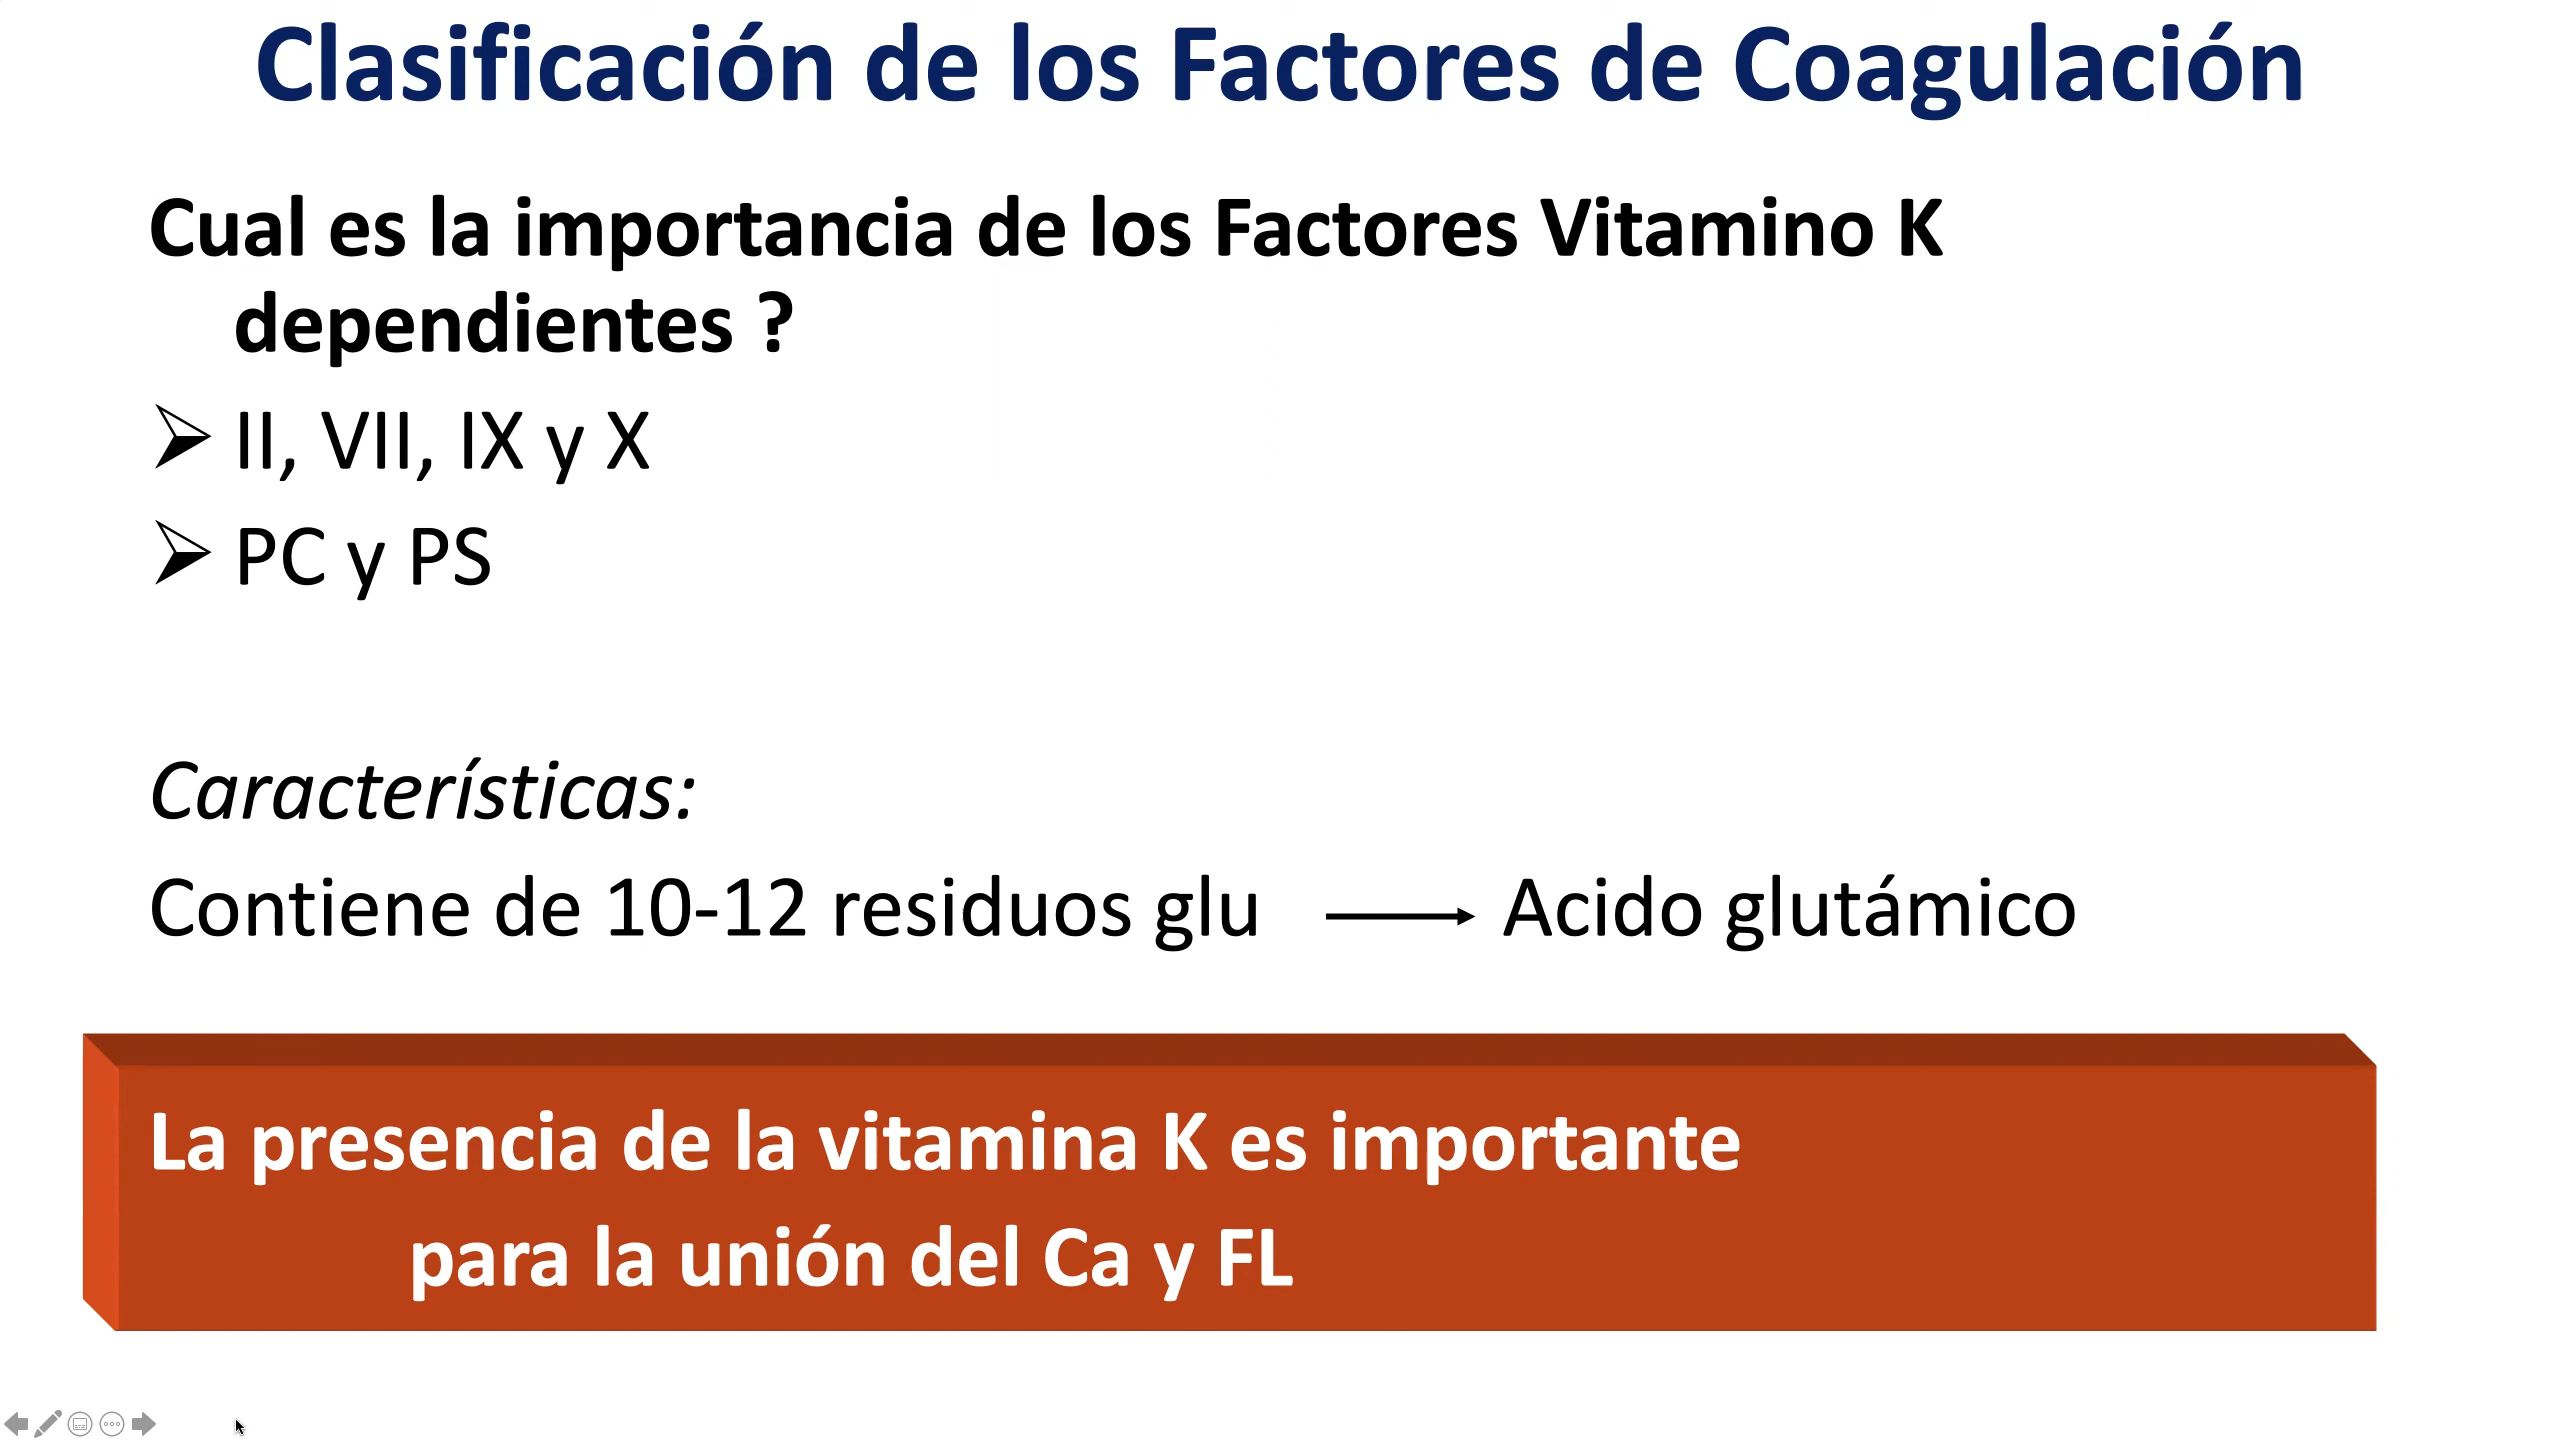 Clasificación de los Factores de Coagulación
Cual es la importancia de los Factores Vitamino K
dependientes ?
II, VII, IX y X
PC y PS
Características:
Contiene de 10-12 residuos glu → Acido glutámico
La presencia de la vitamina K es importante
para la unión del Ca y FL